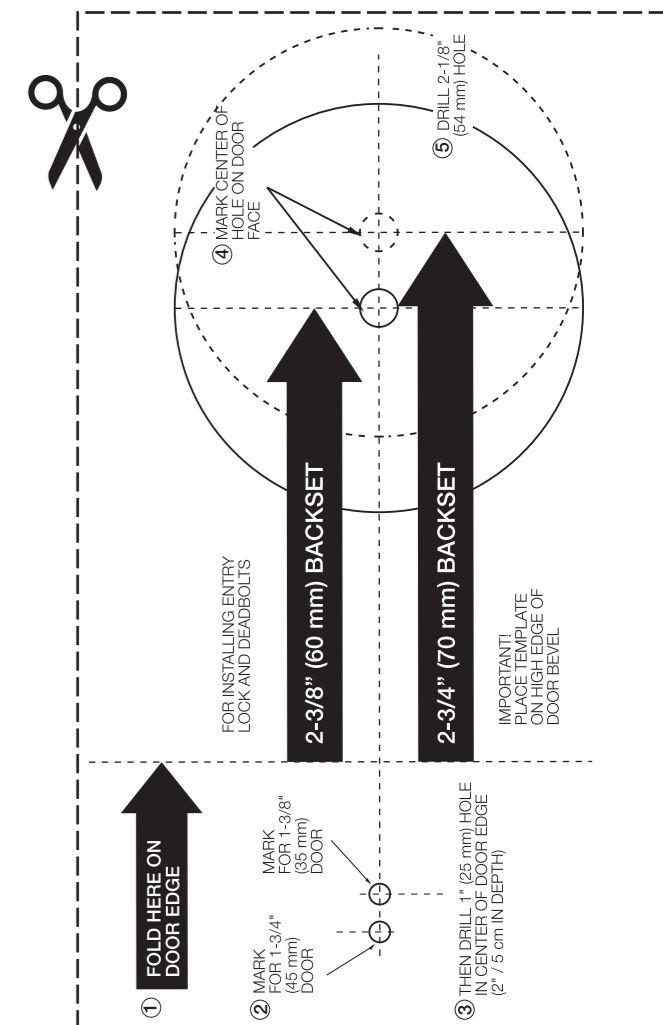 ①
FOLD HERE ON
DOOR EDGE
②
MARK
FOR 1-3/4"
(45 mm)
DOOR
MARK
FOR 1-3/8"
(35 mm)
DOOR
③
THEN DRILL 1" (25 mm) HOLE
IN CENTER OF DOOR EDGE
(2" / 5 cm IN DEPTH)
FOR INSTALLING ENTRY
LOCK AND DEADBOLTS
2-3/8” (60 mm) BACKSET
2-3/4” (70 mm) BACKSET
IMPORTANT!
PLACE TEMPLATE
ON HIGH EDGE OF
DOOR BEVEL
④
MARK CENTER OF
HOLE ON DOOR
FACE
⑤
DRILL 2-1/8"
(54 mm) HOLE